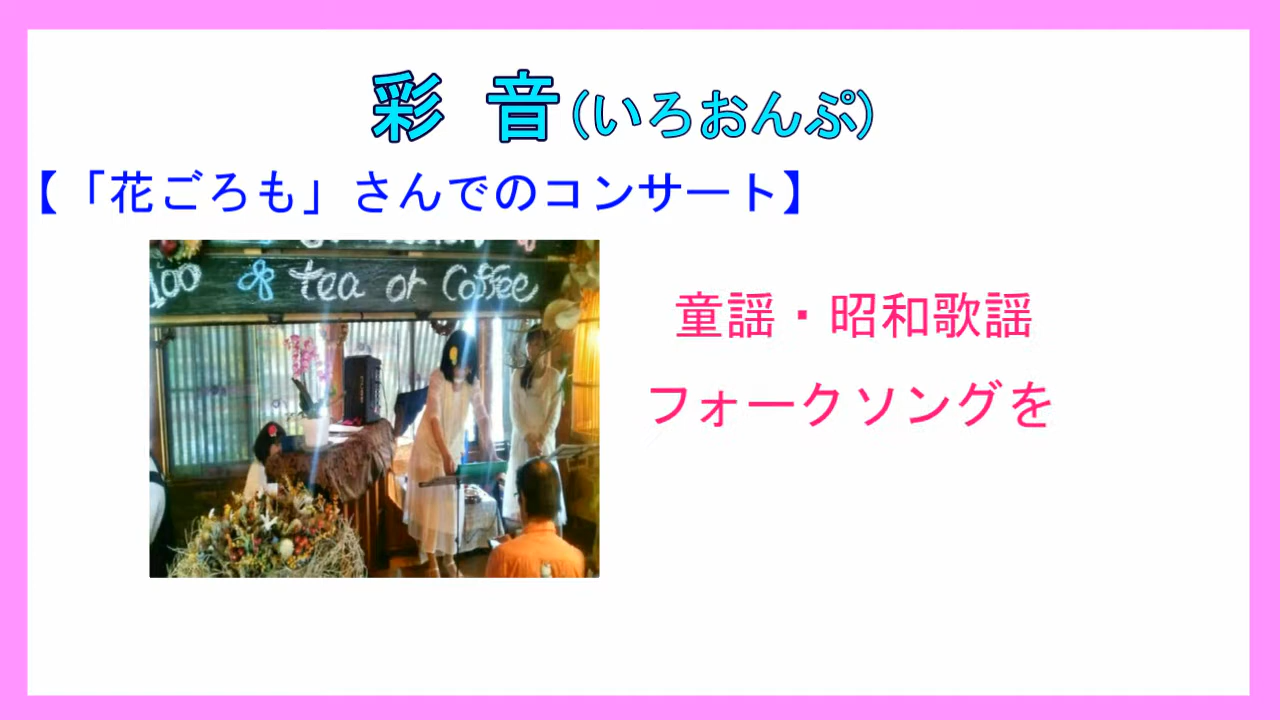 彩 音(いろおんぷ)
【「花ごろも」さんでのコンサート】
100 tea or Coffee
童謡・昭和歌謡
フォークソングを